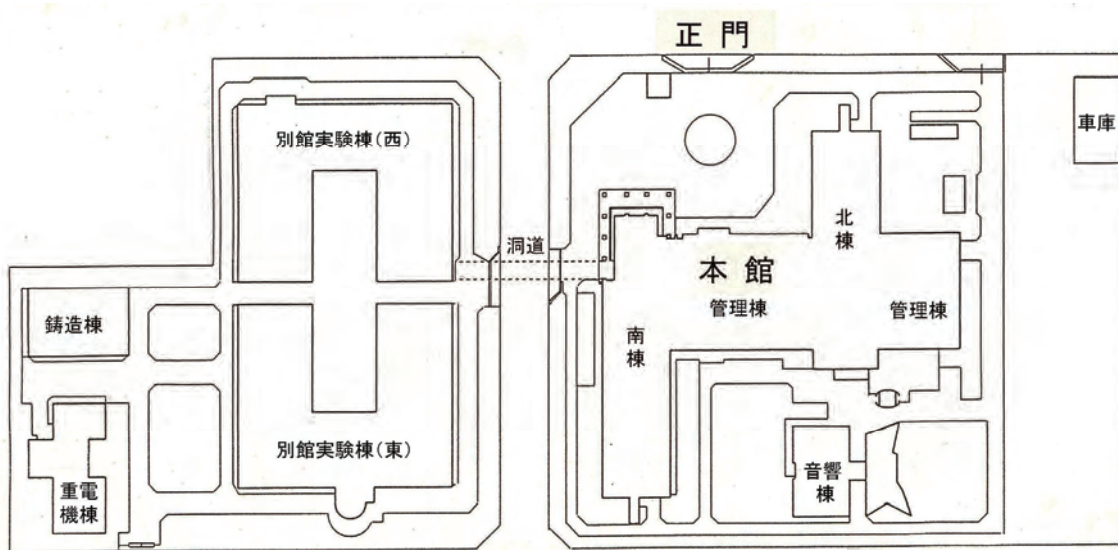 正門
別館実験棟(西)
車庫
北棟
洞道
本館
管理棟
管理棟
鋳造棟
南棟
別館実験棟(東)
音響棟
重電
機棟